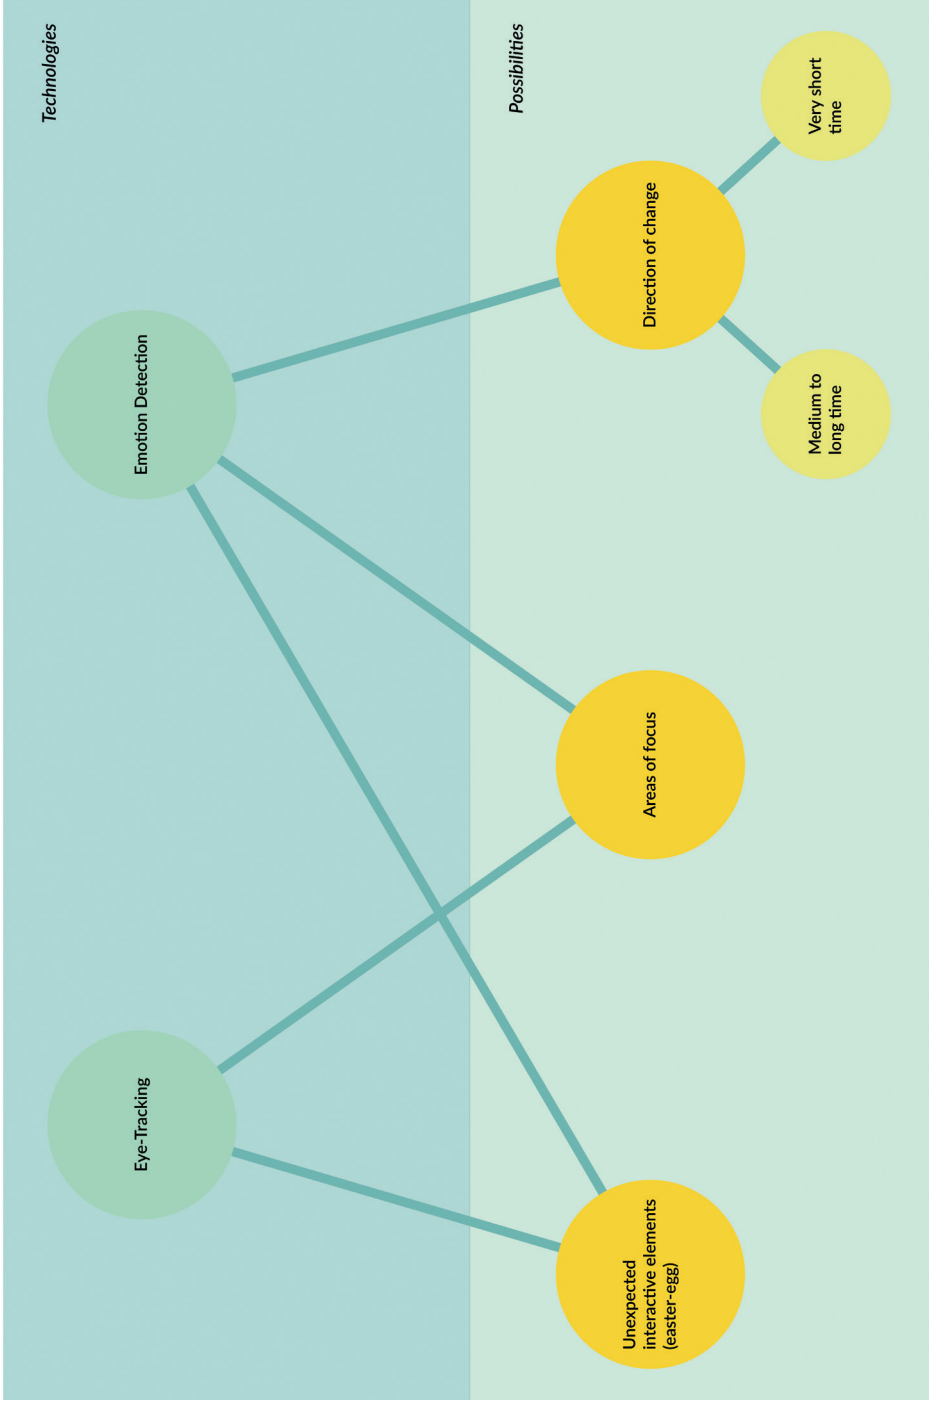 Technologies
Eye-Tracking
Emotion Detection
Possibilities
Unexpected
interactive elements
(easter-egg)
Areas of focus
Direction of change
Medium to
long time
Very short
time